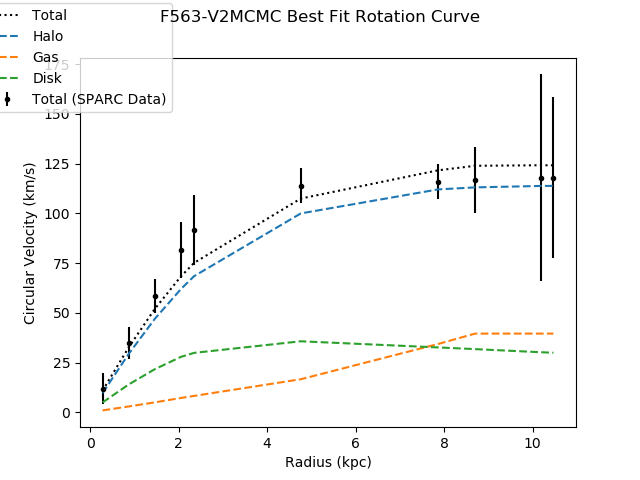 F563-V2MCMC Best Fit Rotation Curve
Total
Halo
Gas
Disk
Total (SPARC Data)
175
150
125
100
75
50
25
0
Circular Velocity (km/s)
0
2
4
6
8
10
Radius (kpc)